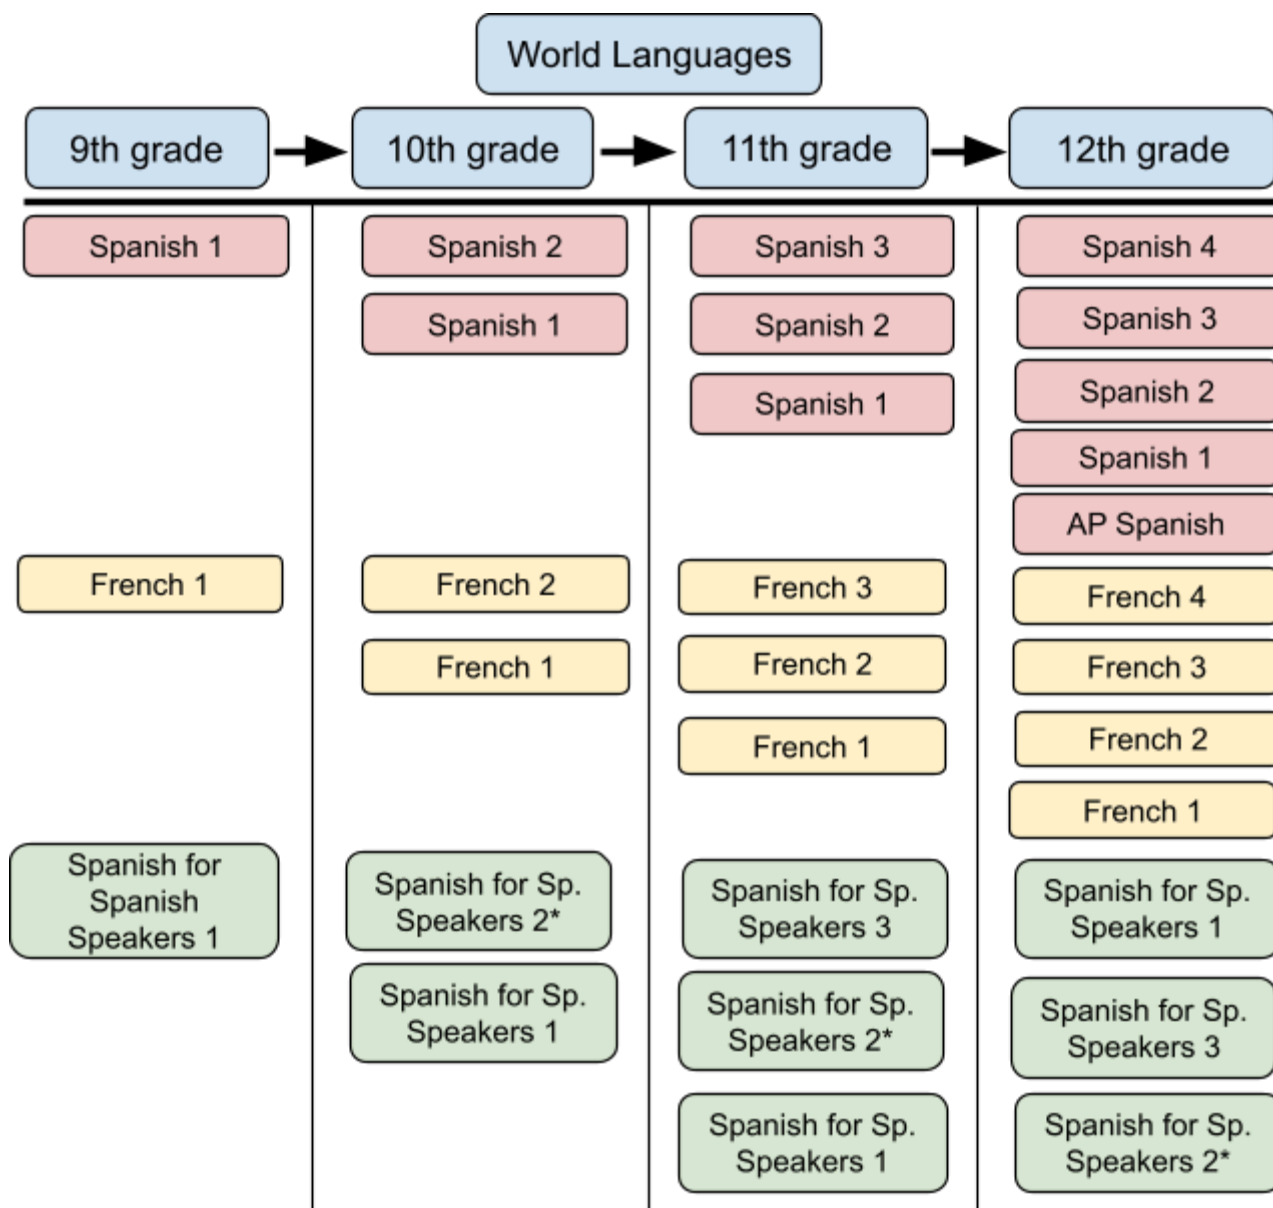 World Languages
9th grade
10th grade
11th grade
12th grade
Spanish 1
Spanish 2
Spanish 3
Spanish 4
Spanish 1
Spanish 2
Spanish 3
Spanish 1
Spanish 2
Spanish 1
AP Spanish
French 1
French 2
French 3
French 4
French 1
French 2
French 3
French 1
French 2
French 1
Spanish for
Spanish
Speakers 1
Spanish for Sp.
Speakers 2*
Spanish for Sp.
Speakers 3
Spanish for Sp.
Speakers 1
Spanish for Sp.
Speakers 1
Spanish for Sp.
Speakers 2*
Spanish for Sp.
Speakers 3
Spanish for Sp.
Speakers 1
Spanish for Sp.
Speakers 2*